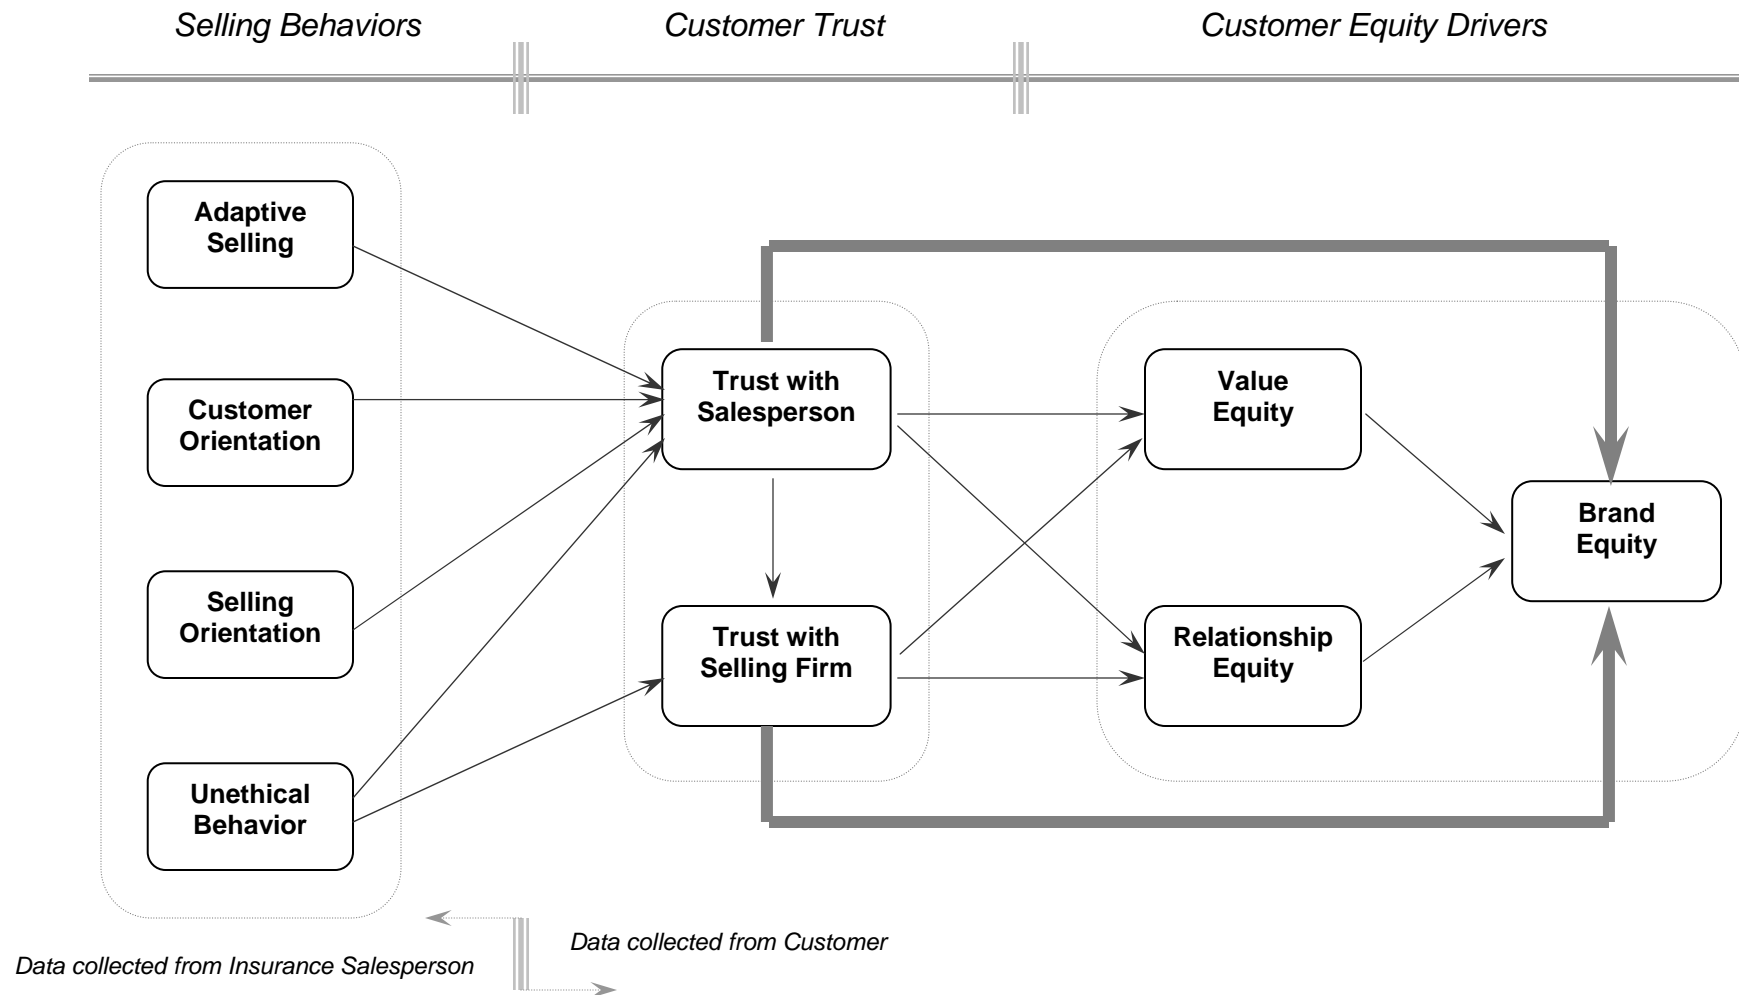 Selling Behaviors
Customer Trust
Customer Equity Drivers
Adaptive
Selling
Customer
Orientation
Selling
Orientation
Unethical
Behavior
Trust with
Salesperson
Trust with
Selling Firm
Value
Equity
Relationship
Equity
Brand
Equity
Data collected from Insurance Salesperson
Data collected from Customer